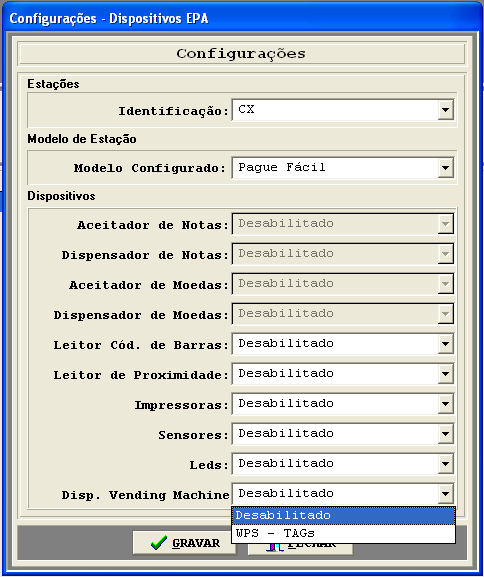 Configurações - Dispositivos EPA
Configurações
Estações
Identificação: CX
Modelo de Estação
Modelo Configurado: Pague Fácil
Dispositivos
Aceitador de Notas: Desabilitado
Dispensador de Notas: Desabilitado
Aceitador de Moedas: Desabilitado
Dispensador de Moedas: Desabilitado
Leitor Cód. de Barras: Desabilitado
Leitor de Proximidade: Desabilitado
Impressoras: Desabilitado
Sensores: Desabilitado
Leds: Desabilitado
Disp. Vending Machine Desabilitado
Desabilitado
WPS - TAGs
GRAVAR FECHAR